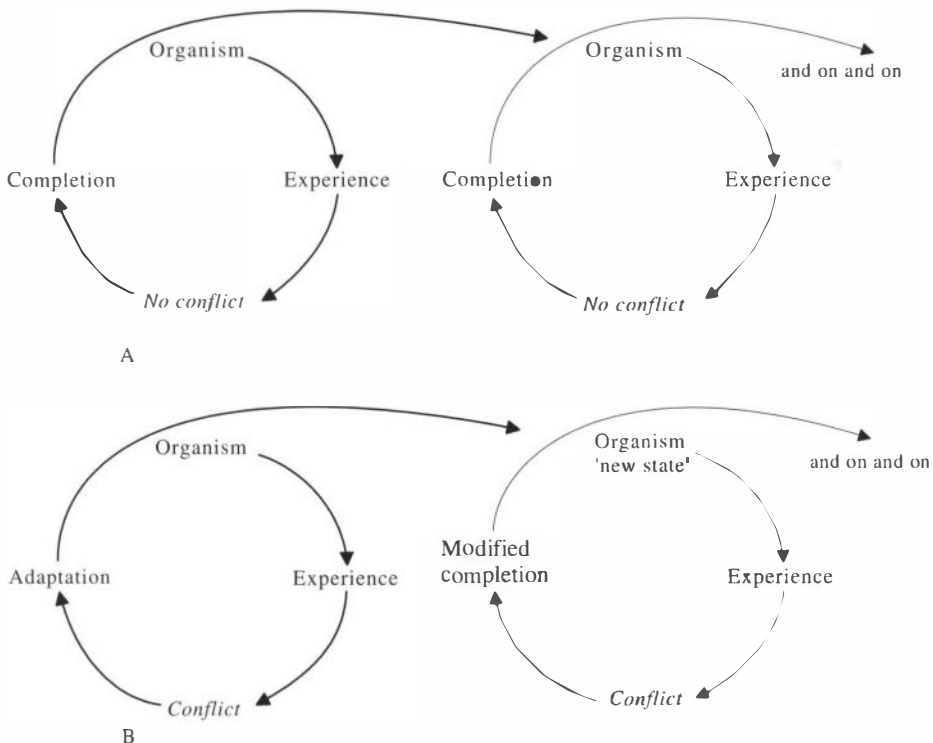 Organism
Organism
and on and on
Completion
Experience
Completion
Experience
No conflict
No conflict
A
Organism
Organism
'new state'
and on and on
Adaptation
Experience
Modified
completion
Experience
Conflict
Conflict
B